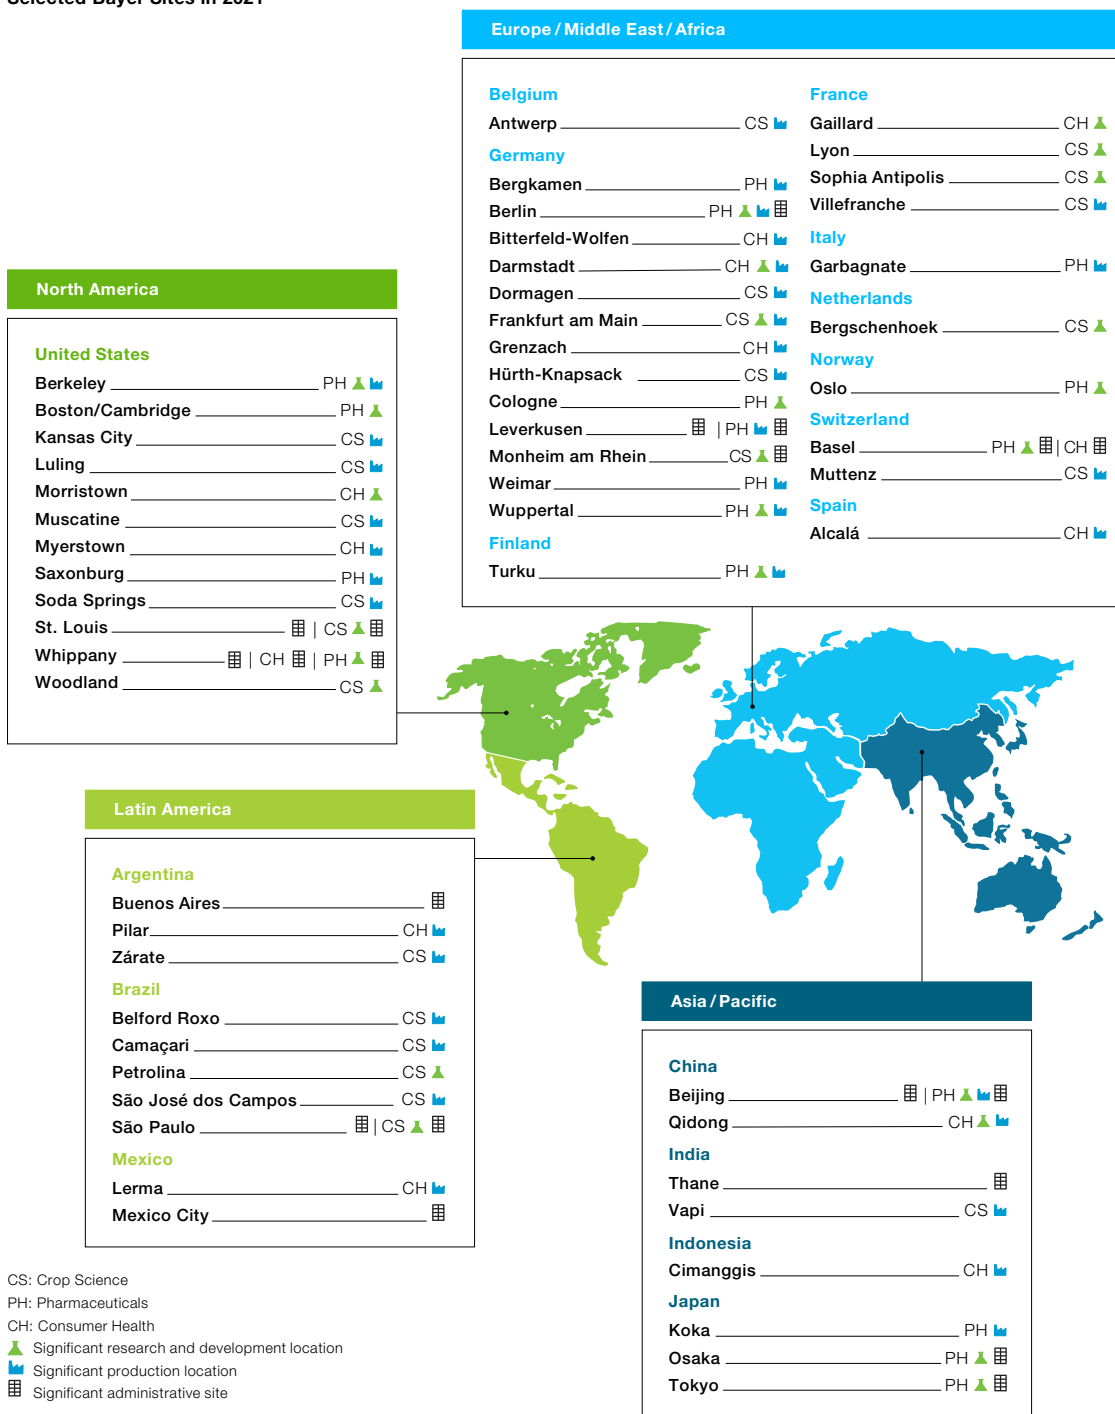 Selected Bayer Sites in 2021
Europe / Middle East / Africa
Belgium
Antwerp CS
Germany
Bergkamen PH
Berlin PH
Bitterfeld-Wolfen CH
Darmstadt CH
Dormagen CS
Frankfurt am Main CS
Grenzach CH
Hürth-Knapsack CS
Cologne PH
Leverkusen | PH
Monheim am Rhein CS
Weimar PH
Wuppertal PH
Finland
Turku PH
France
Gaillard CH
Lyon CS
Sophia Antipolis CS
Villefranche CS
Italy
Garbagnate PH
Netherlands
Bergschenhoek CS
Norway
Oslo PH
Switzerland
Basel PH | CH
Muttenz CS
Spain
Alcalá CH
North America
United States
Berkeley PH
Boston/Cambridge PH
Kansas City CS
Luling CS
Morristown CH
Muscatine CS
Myerstown CH
Saxonburg PH
Soda Springs CS
St. Louis | CS
Whippany | CH | PH
Woodland CS
Latin America
Argentina
Buenos Aires
Pilar CH
Zárate CS
Brazil
Belford Roxo CS
Camaçari CS
Petrolina CS
São José dos Campos CS
São Paulo | CS
Mexico
Lerma CH
Mexico City
Asia / Pacific
China
Beijing | PH
Qidong CH
India
Thane
Vapi CS
Indonesia
Cimanggis CH
Japan
Koka PH
Osaka PH
Tokyo PH
CS: Crop Science
PH: Pharmaceuticals
CH: Consumer Health
Significant research and development location
Significant production location
Significant administrative site